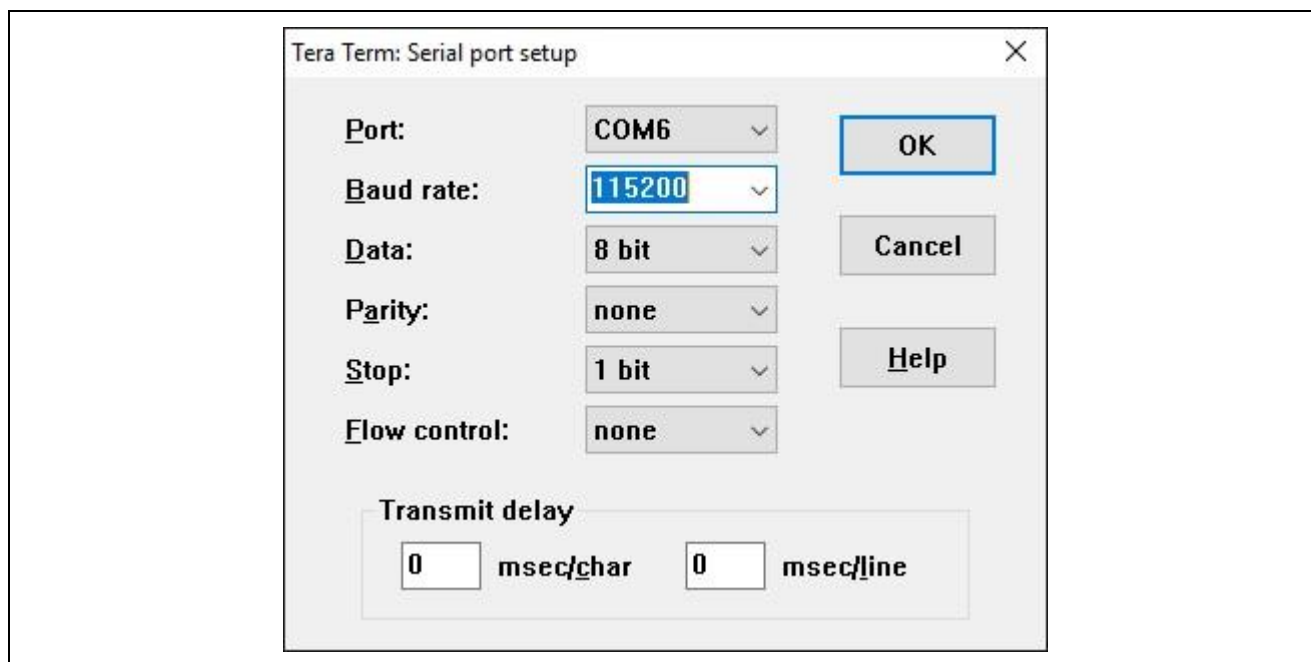 Tera Term: Serial port setup
Port: COM6 OK
Baud rate: 115200
Data: 8 bit Cancel
Parity: none
Stop: 1 bit Help
Flow control: none
Transmit delay
0 msec/char 0 msec/line